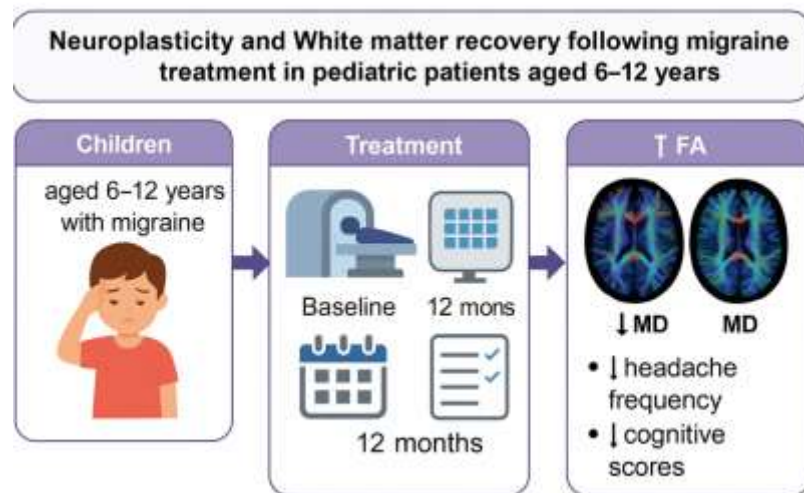 Neuroplasticity and White matter recovery following migraine
treatment in pediatric patients aged 6–12 years
Children
aged 6–12 years
with migraine
Treatment
Baseline
12 mons
12 months
↑ FA
↓ MD
MD
• ↓ headache
frequency
• ↓ cognitive
scores